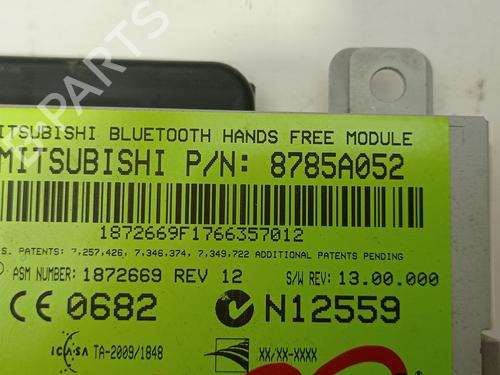 B-PARTS
MITSUBISHI BLUETOOTH HANDS FREE MODULE
MITSUBISHI P/N: 8785A052
1872669F1766357012
S. PATENTS: 7,257,426, 7,346,374, 7,349,722 ADDITIONAL PATENTS PENDING
ASM NUMBER: 1872669 REV 12 S/W REV: 13.00.000
CE 0682 N12559
ICASA TA-2009/1848 XX/XX-XXXX